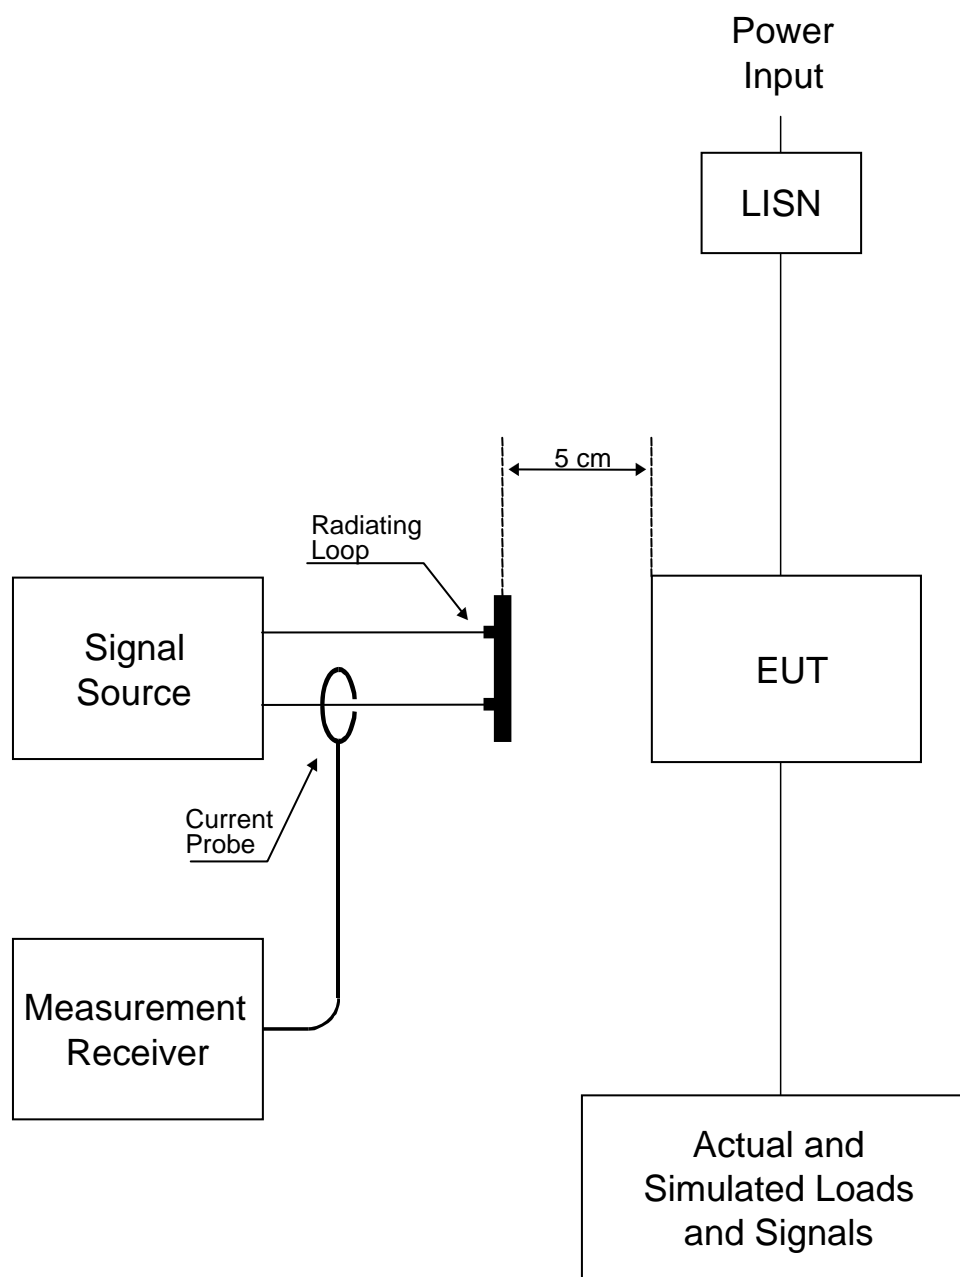 Power
Input
LISN
5 cm
Radiating
Loop
Signal
Source
EUT
Current
Probe
Measurement
Receiver
Actual and
Simulated Loads
and Signals